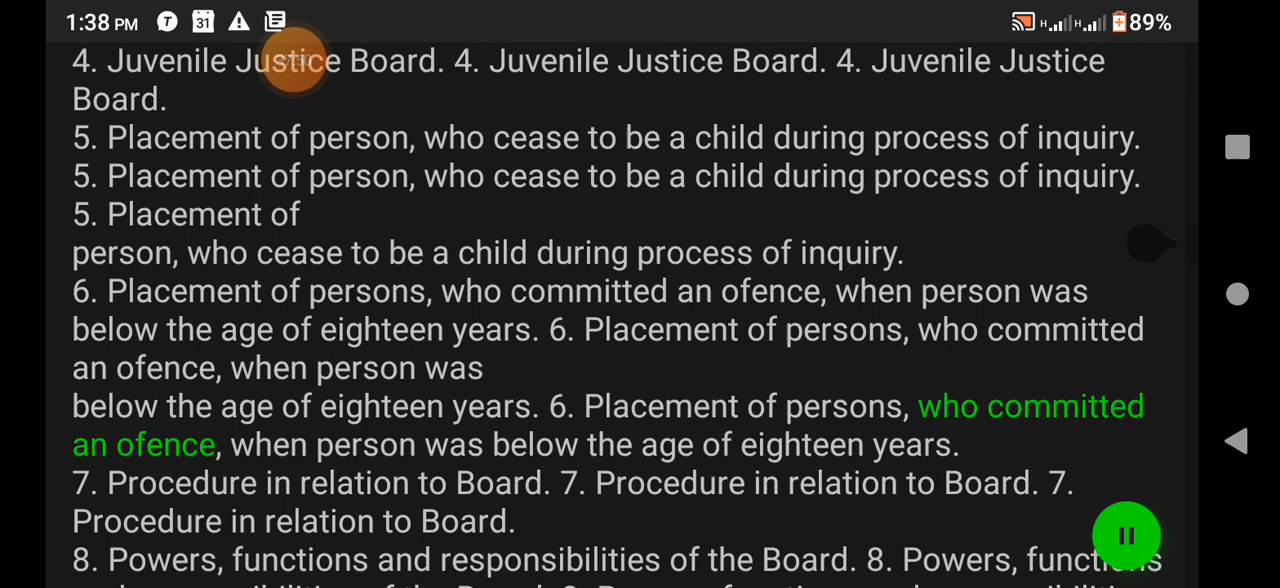 1:38 PM T 31 H H 89%
4. Juvenile Justice Board. 4. Juvenile Justice Board. 4. Juvenile Justice
Board.
5. Placement of person, who cease to be a child during process of inquiry.
5. Placement of person, who cease to be a child during process of inquiry.
5. Placement of
person, who cease to be a child during process of inquiry.
6. Placement of persons, who committed an ofence, when person was
below the age of eighteen years. 6. Placement of persons, who committed
an ofence, when person was
below the age of eighteen years. 6. Placement of persons, who committed
an ofence, when person was below the age of eighteen years.
7. Procedure in relation to Board. 7. Procedure in relation to Board. 7.
Procedure in relation to Board.
8. Powers, functions and responsibilities of the Board. 8. Powers, functions